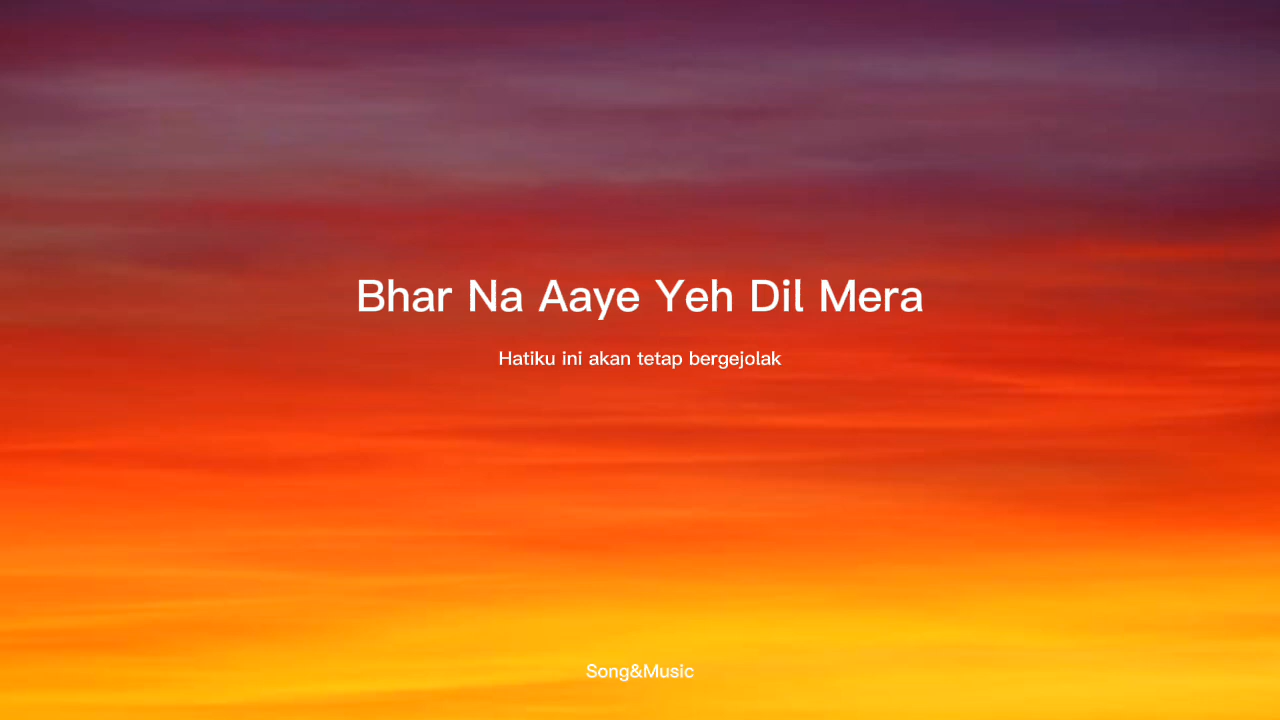 Bhar Na Aaye Yeh Dil Mera
Hatiku ini akan tetap bergejolak
Song&Music